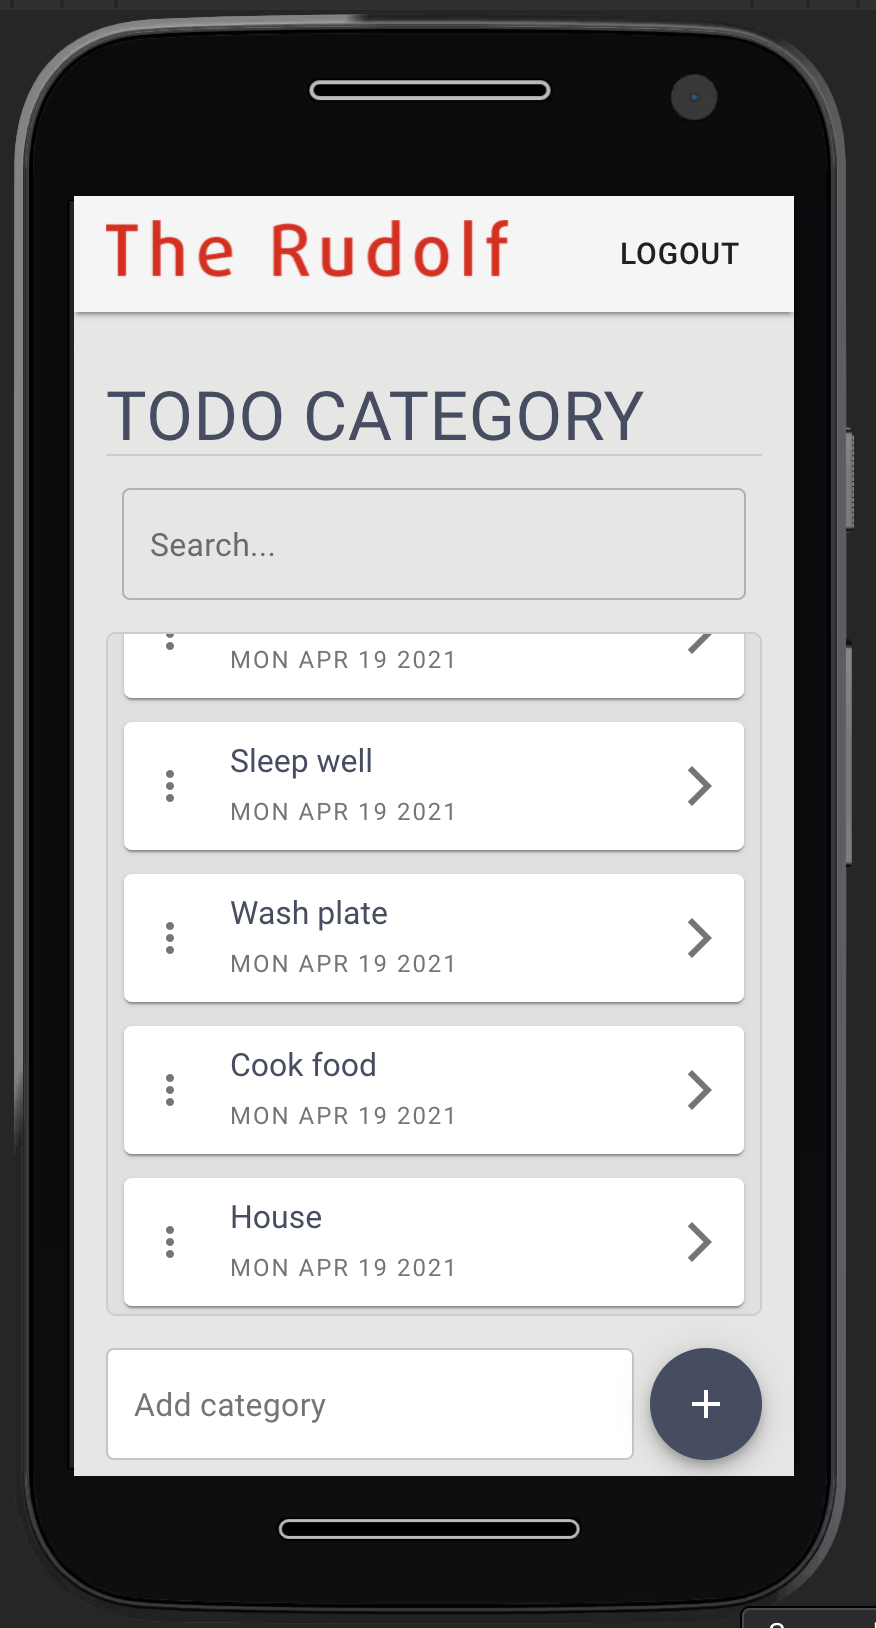 The Rudolf
LOGOUT
TODO CATEGORY
Search...
MON APR 19 2021
Sleep well
MON APR 19 2021
Wash plate
MON APR 19 2021
Cook food
MON APR 19 2021
House
MON APR 19 2021
Add category
+